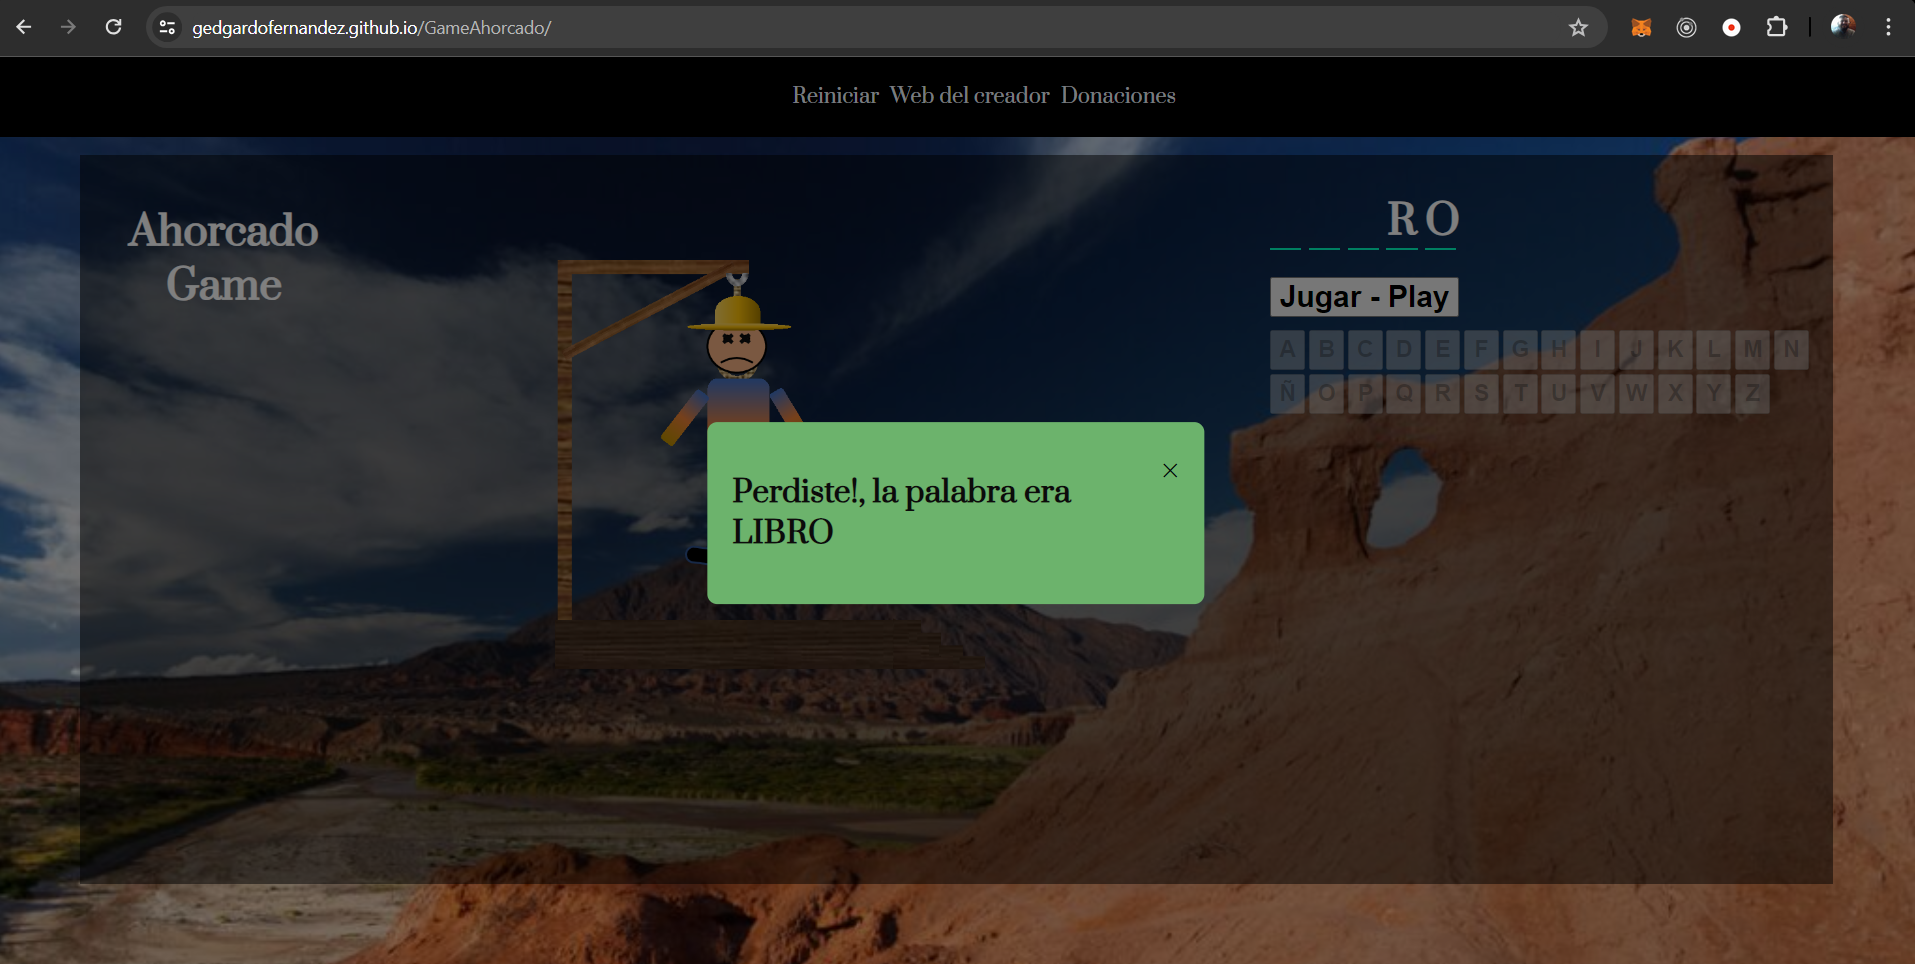 gedgardofernandez.github.io/GameAhorcado/
Reiniciar Web del creador Donaciones
Ahorcado
Game
R O
Jugar - Play
A B C D E F G H I J K L M N
Ñ O P Q R S T U V W X Y Z
Perdiste!, la palabra era
LIBRO